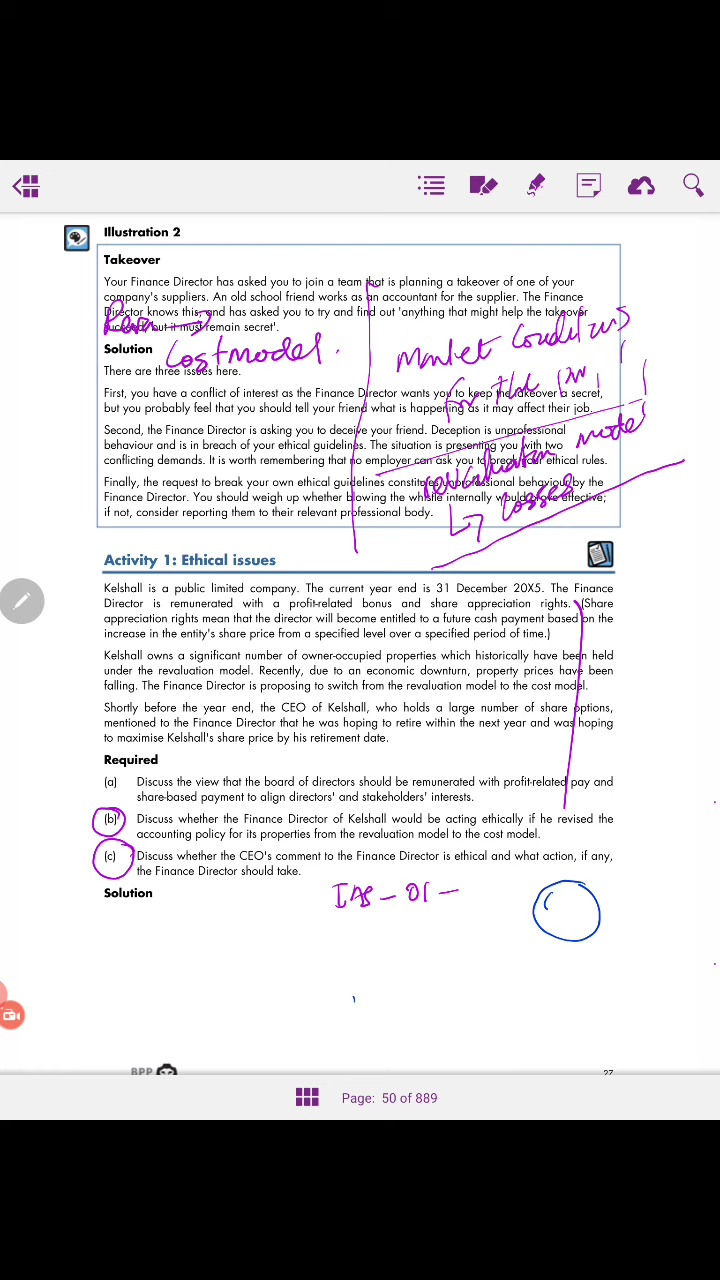 Illustration 2
Takeover
Your Finance Director has asked you to join a team that is planning a takeover of one of your
company's suppliers. An old school friend works as an accountant for the supplier. The Finance
Director knows this, and has asked you to try and find out 'anything that might help the takeover
succeed, but it must remain secret'.
Cost model.
Market Conditions
for the
Solution
There are three issues here.
First, you have a conflict of interest as the Finance Director wants you to keep the takeover a secret,
but you probably feel that you should tell your friend what is happening as it may affect their job.
Second, the Finance Director is asking you to deceive your friend. Deception is unprofessional
behaviour and is in breach of your ethical guidelines. The situation is presenting you with two
conflicting demands. It is worth remembering that no employer can ask you to break your ethical rules.
revaluation model
↳ losses
Finally, the request to break your own ethical guidelines constitutes unprofessional behaviour by the
Finance Director. You should weigh up whether blowing the whistle internally would prove effective;
if not, consider reporting them to their relevant professional body.
Activity 1: Ethical issues
Kelshall is a public limited company. The current year end is 31 December 20X5. The Finance
Director is remunerated with a profit-related bonus and share appreciation rights. (Share
appreciation rights mean that the director will become entitled to a future cash payment based on the
increase in the entity's share price from a specified level over a specified period of time.)
Kelshall owns a significant number of owner-occupied properties which historically have been held
under the revaluation model. Recently, due to an economic downturn, property prices have been
falling. The Finance Director is proposing to switch from the revaluation model to the cost model.
Shortly before the year end, the CEO of Kelshall, who holds a large number of share options,
mentioned to the Finance Director that he was hoping to retire within the next year and was hoping
to maximise Kelshall's share price by his retirement date.
Required
(a) Discuss the view that the board of directors should be remunerated with profit-related pay and
share-based payment to align directors' and stakeholders' interests.
(b) Discuss whether the Finance Director of Kelshall would be acting ethically if he revised the
accounting policy for its properties from the revaluation model to the cost model.
(c) Discuss whether the CEO's comment to the Finance Director is ethical and what action, if any,
the Finance Director should take.
Solution
IAS - 01 -
BPP
27
Page: 50 of 889